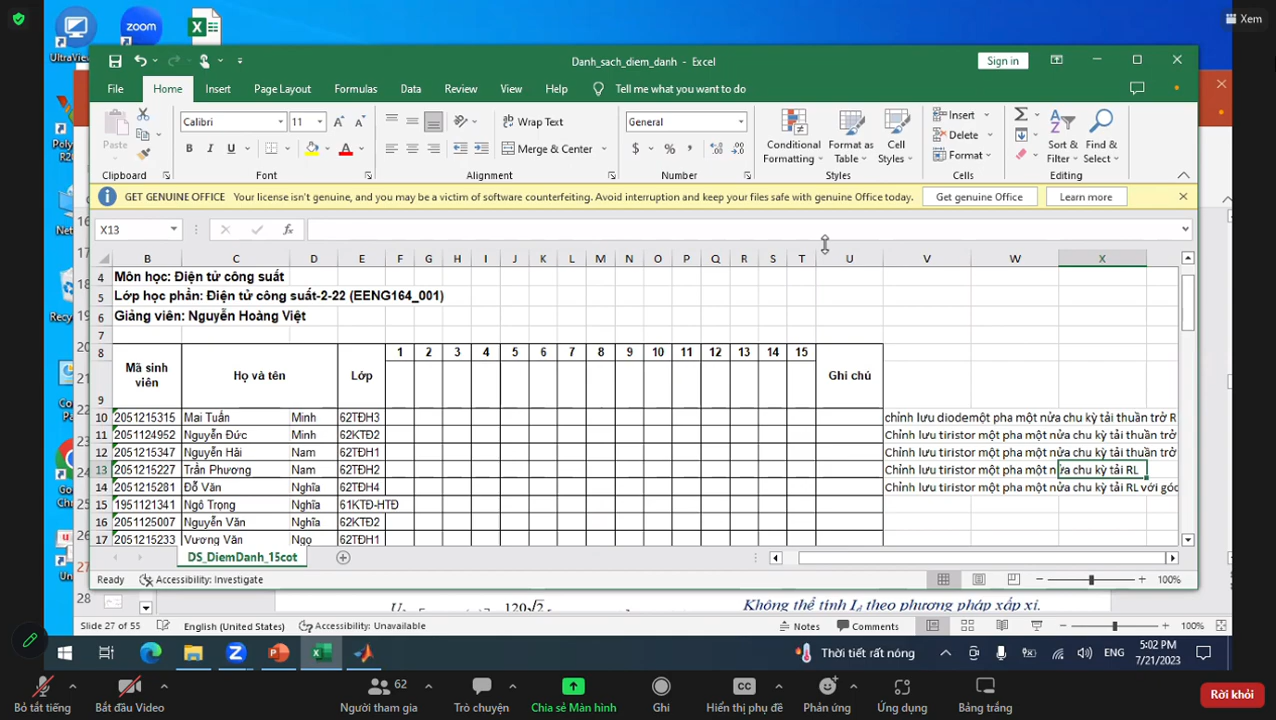 Xem
UltraView
zoom
Danh_sach_diem_danh - Excel
Sign in
File Home Insert Page Layout Formulas Data Review View Help Tell me what you want to do
Paste
Calibri 11
B I U
Wrap Text
Merge & Center
General
$ % ,
Conditional Formatting
Format as Table
Cell Styles
Insert
Delete
Format
Sort & Filter
Find & Select
Clipboard Font Alignment Number Styles Cells Editing
GET GENUINE OFFICE Your license isn't genuine, and you may be a victim of software counterfeiting. Avoid interruption and keep your files safe with genuine Office today. Get genuine Office Learn more
X13 fx
B C D E F G H I J K L M N O P Q R S T U V W X
4 Môn học: Điện tử công suất
5 Lớp học phần: Điện tử công suất-2-22 (EENG164_001)
6 Giảng viên: Nguyễn Hoàng Việt
7
8 1 2 3 4 5 6 7 8 9 10 11 12 13 14 15
9 Mã sinh viên Họ và tên Lớp Ghi chú
10 2051215315 Mai Tuấn Minh 62TĐH3 chỉnh lưu diodemột pha một nửa chu kỳ tải thuần trở R
11 2051124952 Nguyễn Đức Minh 62KTĐ2 Chỉnh lưu tiristor một pha một nửa chu kỳ tải thuần trở
12 2051215347 Nguyễn Hải Nam 62TĐH1 Chỉnh lưu tiristor một pha một nửa chu kỳ tải thuần trở
13 2051215227 Trần Phương Nam 62TĐH2 Chỉnh lưu tiristor một pha một nửa chu kỳ tải RL
14 2051215281 Đỗ Văn Nghĩa 62TĐH4 Chỉnh lưu tiristor một pha một nửa chu kỳ tải RL với góc
15 1951121341 Ngô Trọng Nghĩa 61KTĐ-HTĐ
16 2051125007 Nguyễn Văn Nghĩa 62KTĐ2
17 2051215233 Vương Văn Ngọ 62TĐH1
DS_DiemDanh_15cot
Ready Accessibility: Investigate 100%
28
120√2
Không thể tính Id theo phương pháp xấp xỉ.
Slide 27 of 55 English (United States) Accessibility: Unavailable Notes Comments 100%
Thời tiết rất nóng ENG 5:02 PM
7/21/2023
62
Bỏ tắt tiếng Bắt đầu Video Người tham gia Trò chuyện Chia sẻ Màn hình Ghi Hiển thị phụ đề Phản ứng Ứng dụng Bảng trắng Rời khỏi